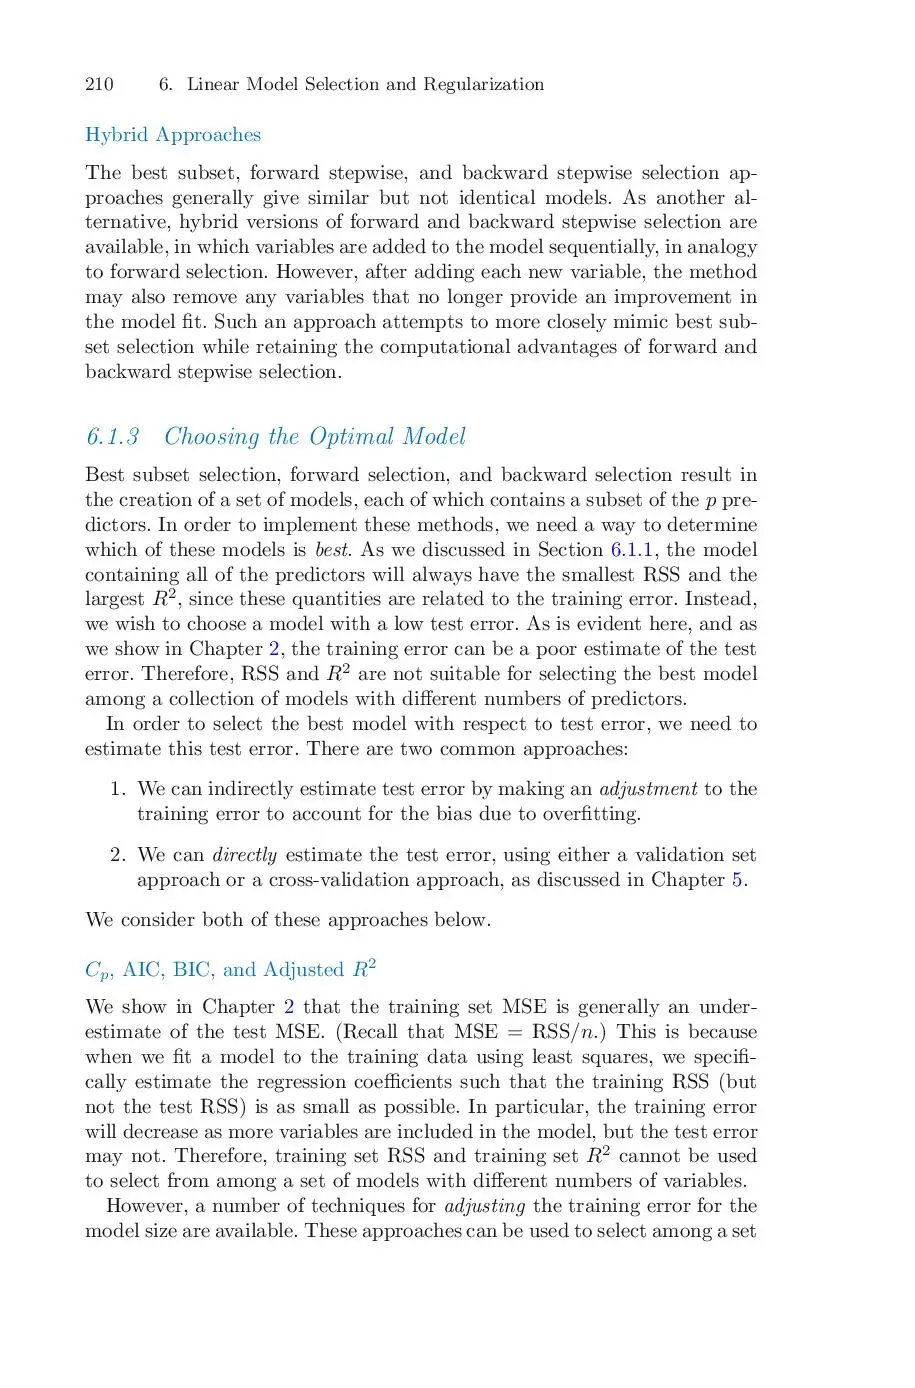 210 6. Linear Model Selection and Regularization
Hybrid Approaches
The best subset, forward stepwise, and backward stepwise selection ap-
proaches generally give similar but not identical models. As another al-
ternative, hybrid versions of forward and backward stepwise selection are
available, in which variables are added to the model sequentially, in analogy
to forward selection. However, after adding each new variable, the method
may also remove any variables that no longer provide an improvement in
the model fit. Such an approach attempts to more closely mimic best sub-
set selection while retaining the computational advantages of forward and
backward stepwise selection.
6.1.3 Choosing the Optimal Model
Best subset selection, forward selection, and backward selection result in
the creation of a set of models, each of which contains a subset of the p pre-
dictors. In order to implement these methods, we need a way to determine
which of these models is best. As we discussed in Section 6.1.1, the model
containing all of the predictors will always have the smallest RSS and the
largest R², since these quantities are related to the training error. Instead,
we wish to choose a model with a low test error. As is evident here, and as
we show in Chapter 2, the training error can be a poor estimate of the test
error. Therefore, RSS and R² are not suitable for selecting the best model
among a collection of models with different numbers of predictors.
In order to select the best model with respect to test error, we need to
estimate this test error. There are two common approaches:
1. We can indirectly estimate test error by making an adjustment to the
training error to account for the bias due to overfitting.
2. We can directly estimate the test error, using either a validation set
approach or a cross-validation approach, as discussed in Chapter 5.
We consider both of these approaches below.
Cₚ, AIC, BIC, and Adjusted R²
We show in Chapter 2 that the training set MSE is generally an under-
estimate of the test MSE. (Recall that MSE = RSS/n.) This is because
when we fit a model to the training data using least squares, we specifi-
cally estimate the regression coefficients such that the training RSS (but
not the test RSS) is as small as possible. In particular, the training error
will decrease as more variables are included in the model, but the test error
may not. Therefore, training set RSS and training set R² cannot be used
to select from among a set of models with different numbers of variables.
However, a number of techniques for adjusting the training error for the
model size are available. These approaches can be used to select among a set